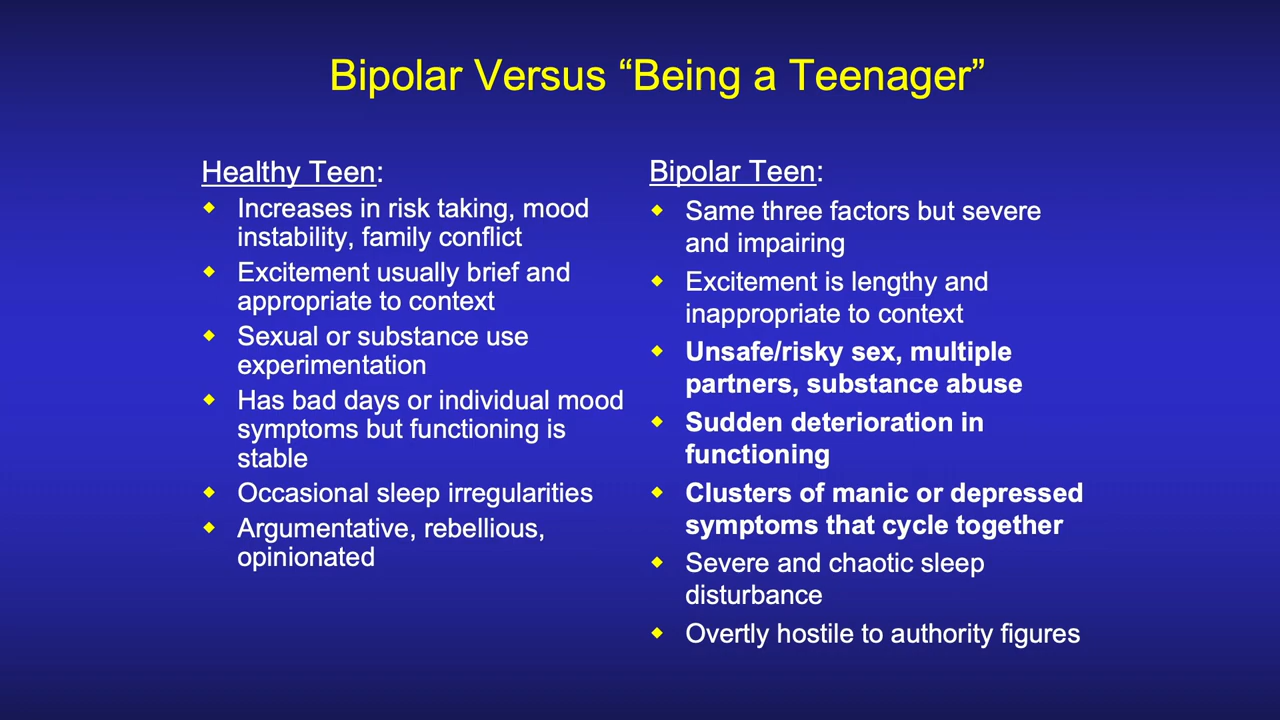 Bipolar Versus “Being a Teenager”
Healthy Teen:
Increases in risk taking, mood
instability, family conflict
Excitement usually brief and
appropriate to context
Sexual or substance use
experimentation
Has bad days or individual mood
symptoms but functioning is
stable
Occasional sleep irregularities
Argumentative, rebellious,
opinionated
Bipolar Teen:
Same three factors but severe
and impairing
Excitement is lengthy and
inappropriate to context
Unsafe/risky sex, multiple
partners, substance abuse
Sudden deterioration in
functioning
Clusters of manic or depressed
symptoms that cycle together
Severe and chaotic sleep
disturbance
Overtly hostile to authority figures